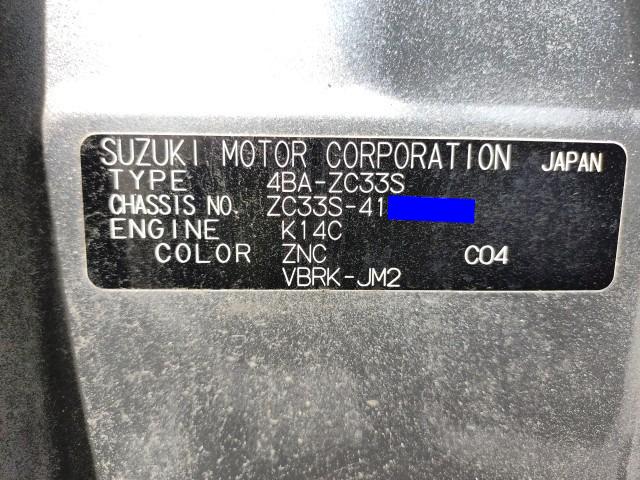 SUZUKI MOTOR CORPORATION JAPAN
TYPE 4BA-ZC33S
CHASSIS NO. ZC33S-41
ENGINE K14C
COLOR ZNC C04
VBRK-JM2